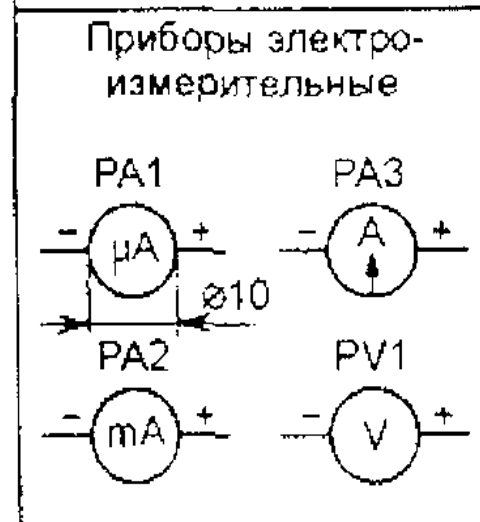 Приборы электро-
измерительные
PA1 PA3
- μA + - A +
⌀10
PA2 PV1
- mA + - V +